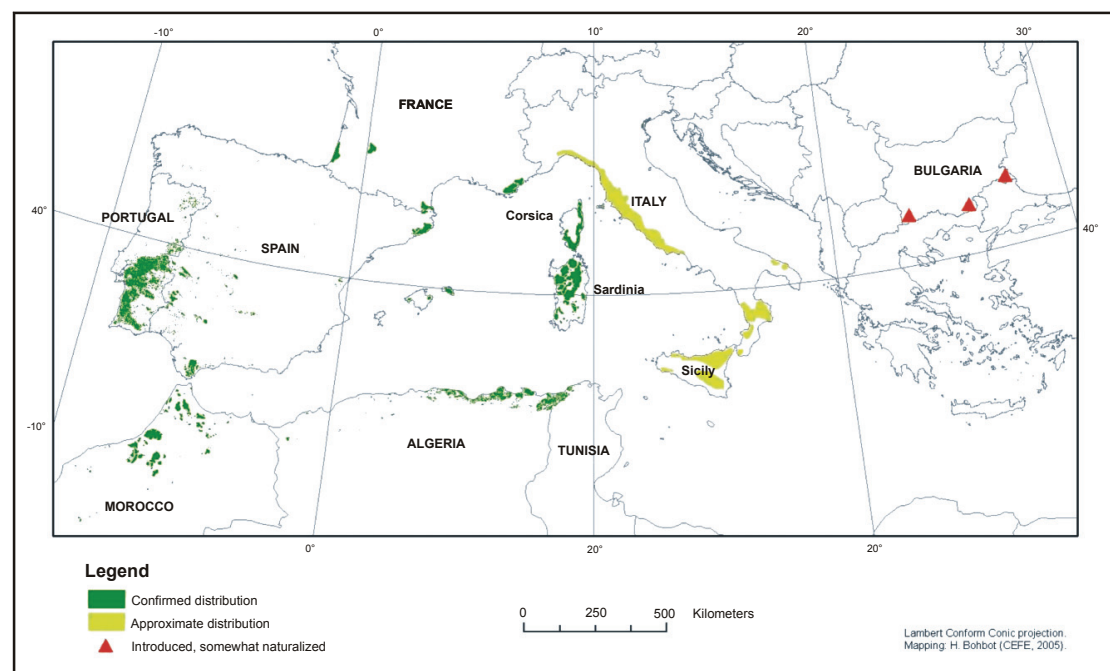 -10° 0° 10° 20° 30°
FRANCE
BULGARIA
40° PORTUGAL Corsica ITALY
40°
SPAIN
Sardinia
Sicily
-10°
ALGERIA TUNISIA
MOROCCO
0° 20° 20°
Legend
Confirmed distribution
Approximate distribution
Introduced, somewhat naturalized
0 250 500 Kilometers
Lambert Conform Conic projection.
Mapping: H. Bohbot (CEFE, 2005).